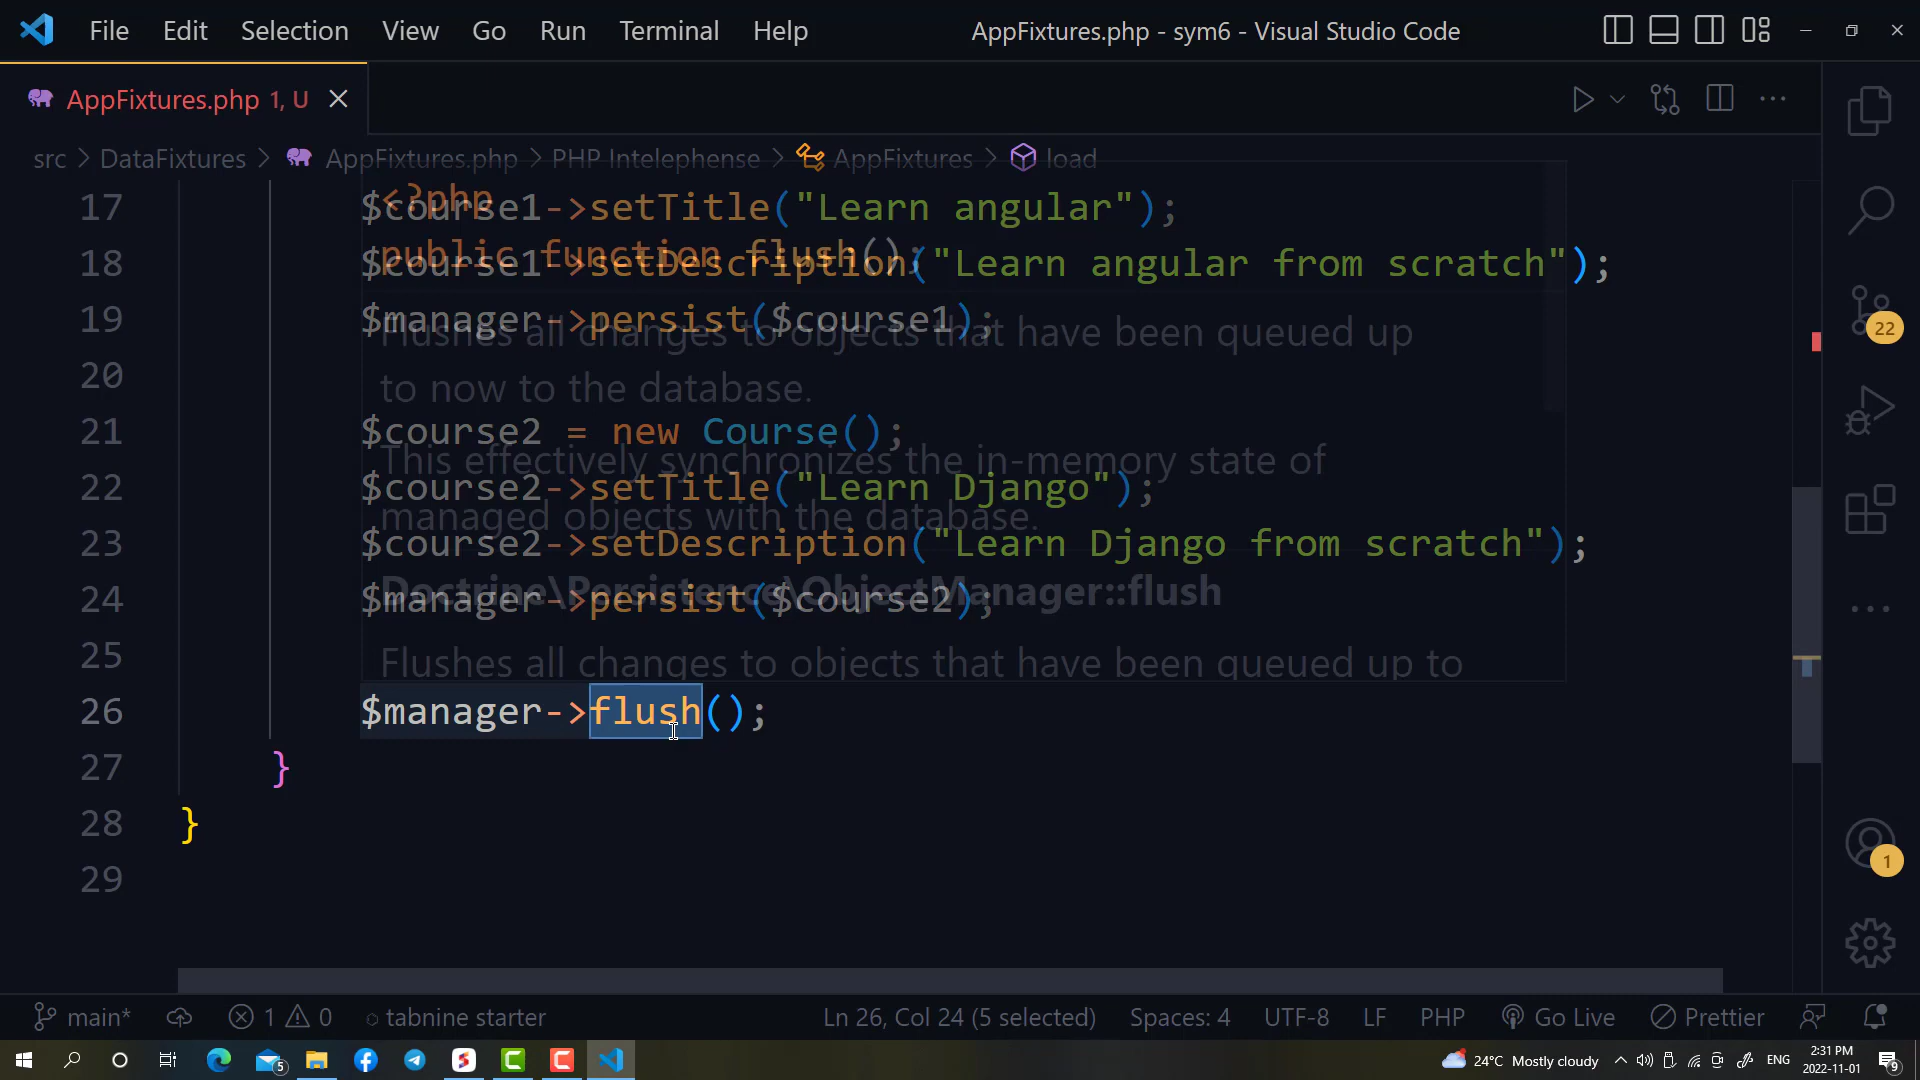 File Edit Selection View Go Run Terminal Help AppFixtures.php - sym6 - Visual Studio Code
AppFixtures.php 1, U
src > DataFixtures > AppFixtures.php > PHP Intelephense > AppFixtures > load
17 $course1->setTitle("Learn angular");
<?php
18 $course1->setDescription("Learn angular from scratch");
public function flush();
19 $manager->persist($course1);
Flushes all changes to objects that have been queued up
20
to now to the database.
21 $course2 = new Course();
This effectively synchronizes the in-memory state of
22 $course2->setTitle("Learn Django");
managed objects with the database.
23 $course2->setDescription("Learn Django from scratch");
24 $manager->persist($course2);
Doctrine\Persistence\ObjectManager::flush
25
Flushes all changes to objects that have been queued up to
26 $manager->flush();
27 }
28 }
29
22
1
main* 1 0 tabnine starter Ln 26, Col 24 (5 selected) Spaces: 4 UTF-8 LF PHP Go Live Prettier
5 24°C Mostly cloudy ENG 2:31 PM 9
2022-11-01